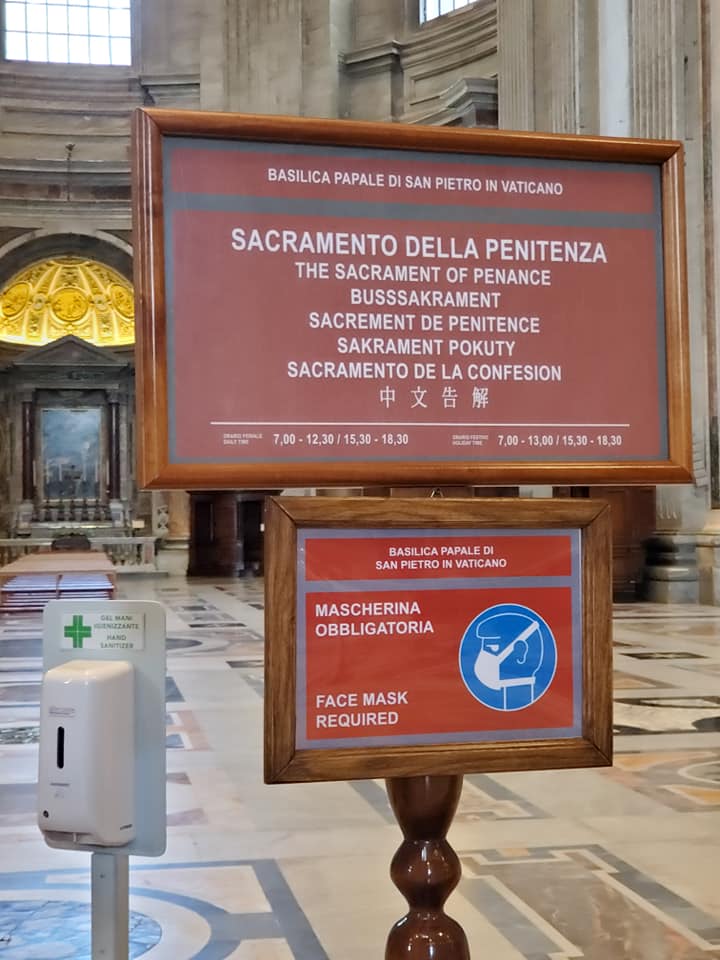 BASILICA PAPALE DI SAN PIETRO IN VATICANO
SACRAMENTO DELLA PENITENZA
THE SACRAMENT OF PENANCE
BUSSSAKRAMENT
SACREMENT DE PENITENCE
SAKRAMENT POKUTY
SACRAMENTO DE LA CONFESION
中文告解
ORARIO FERIALE
DAILY TIME
7,00 - 12,30 / 15,30 - 18,30
ORARIO FESTIVO
HOLIDAY TIME
7,00 - 13,00 / 15,30 - 18,30
BASILICA PAPALE DI
SAN PIETRO IN VATICANO
MASCHERINA
OBBLIGATORIA
FACE MASK
REQUIRED
GEL MANI
IGIENIZZANTE
HAND
SANITIZER